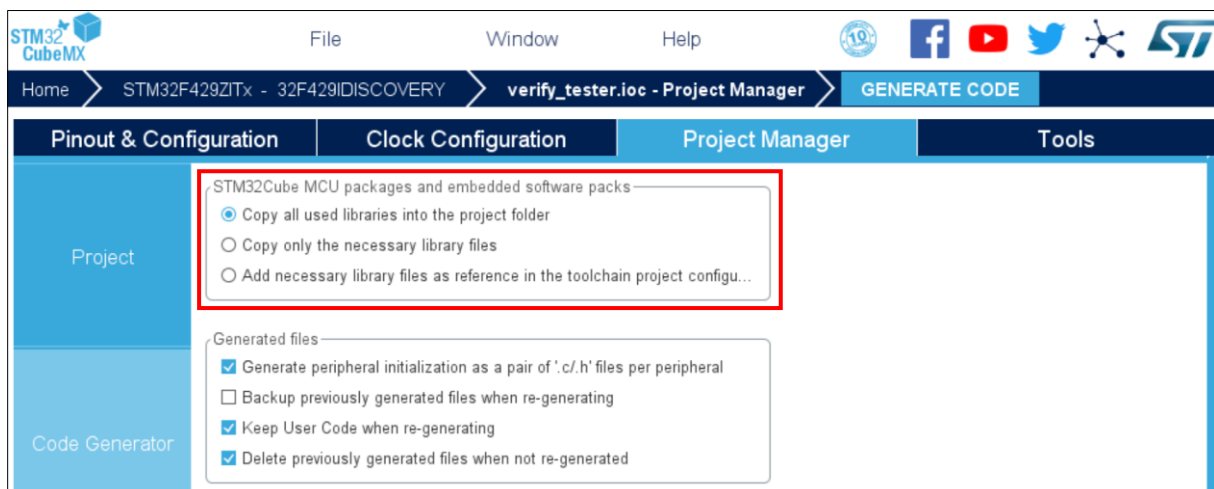 STM32
CubeMX
File
Window
Help
10
Home
STM32F429ZITx - 32F429IDISCOVERY
verify_tester.ioc - Project Manager
GENERATE CODE
Pinout & Configuration
Clock Configuration
Project Manager
Tools
Project
STM32Cube MCU packages and embedded software packs
Copy all used libraries into the project folder
Copy only the necessary library files
Add necessary library files as reference in the toolchain project configu...
Code Generator
Generated files
Generate peripheral initialization as a pair of '.c/.h' files per peripheral
Backup previously generated files when re-generating
Keep User Code when re-generating
Delete previously generated files when not re-generated